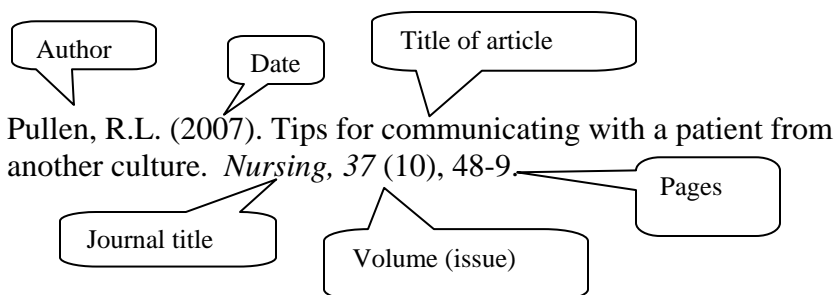 Author
Date
Title of article
Pullen, R.L. (2007). Tips for communicating with a patient from
another culture. Nursing, 37 (10), 48-9.
Pages
Journal title
Volume (issue)